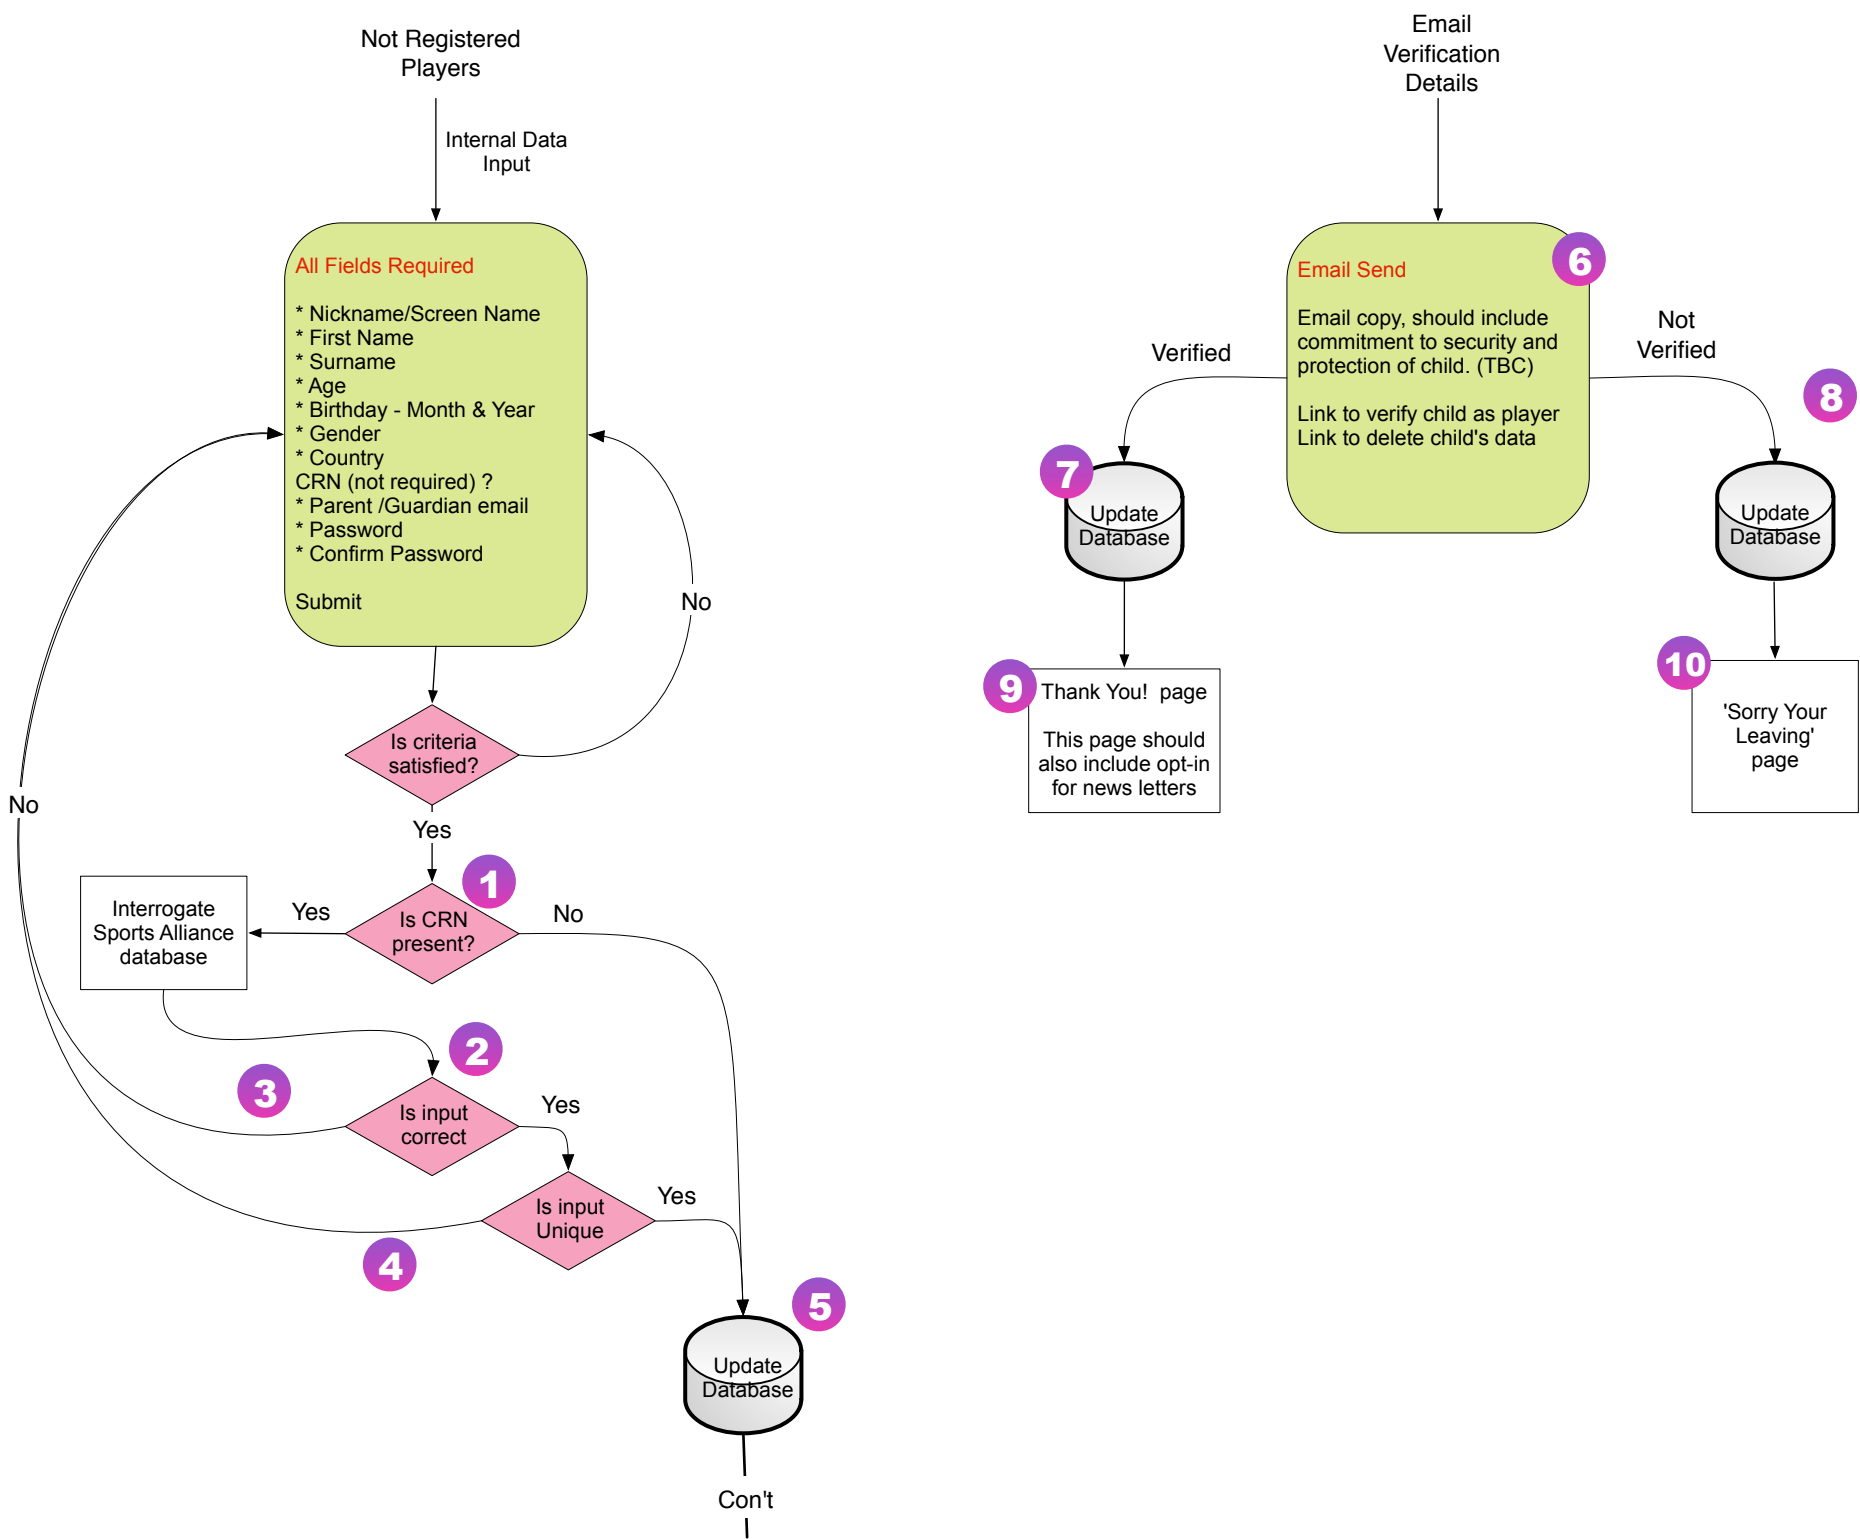 Not Registered
Players
Internal Data
Input
All Fields Required
* Nickname/Screen Name
* First Name
* Surname
* Age
* Birthday - Month & Year
* Gender
* Country
CRN (not required) ?
* Parent /Guardian email
* Password
* Confirm Password
Submit
No
Is criteria
satisfied?
Yes
No
1
Is CRN
present?
Yes
No
Interrogate
Sports Alliance
database
2
3
Is input
correct
Yes
Is input
Unique
Yes
4
5
Update
Database
Con't
Email
Verification
Details
6
Email Send
Email copy, should include
commitment to security and
protection of child. (TBC)
Link to verify child as player
Link to delete child's data
Verified
Not
Verified
8
7
Update
Database
Update
Database
9
Thank You!  page
This page should
also include opt-in
for news letters
10
'Sorry Your
Leaving'
page